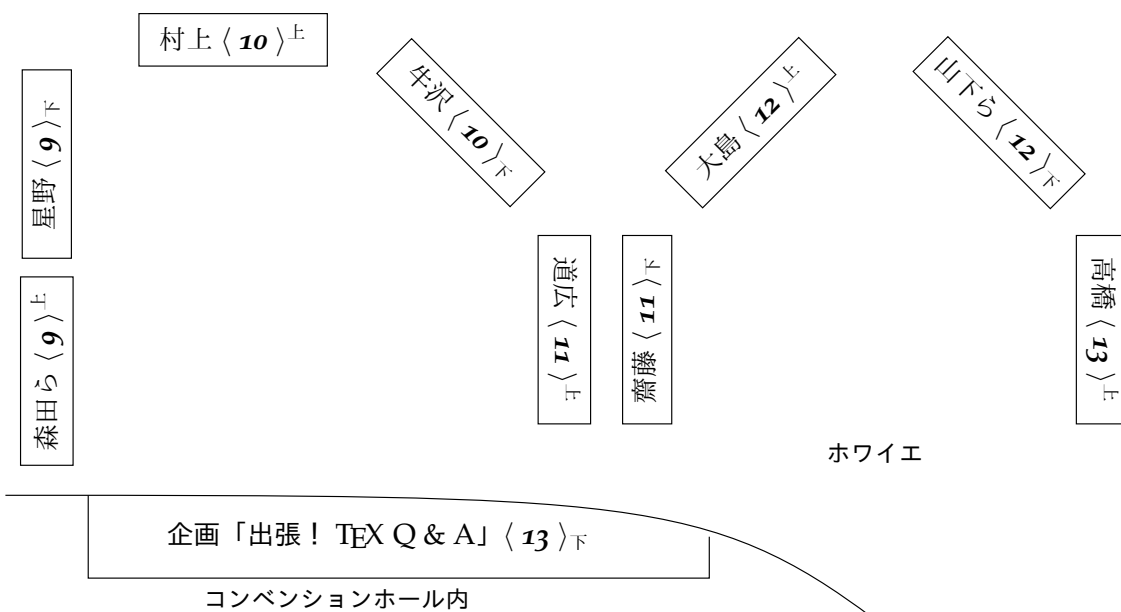 村上〈10〉上
牛沢〈10〉下
大島〈12〉上
山下ら〈12〉下
星野〈9〉下
森田ら〈9〉上
道広〈11〉上
齋藤〈11〉下
高橋〈13〉上
ホワイエ
企画「出張！ TEX Q & A」〈13〉下
コンベンションホール内